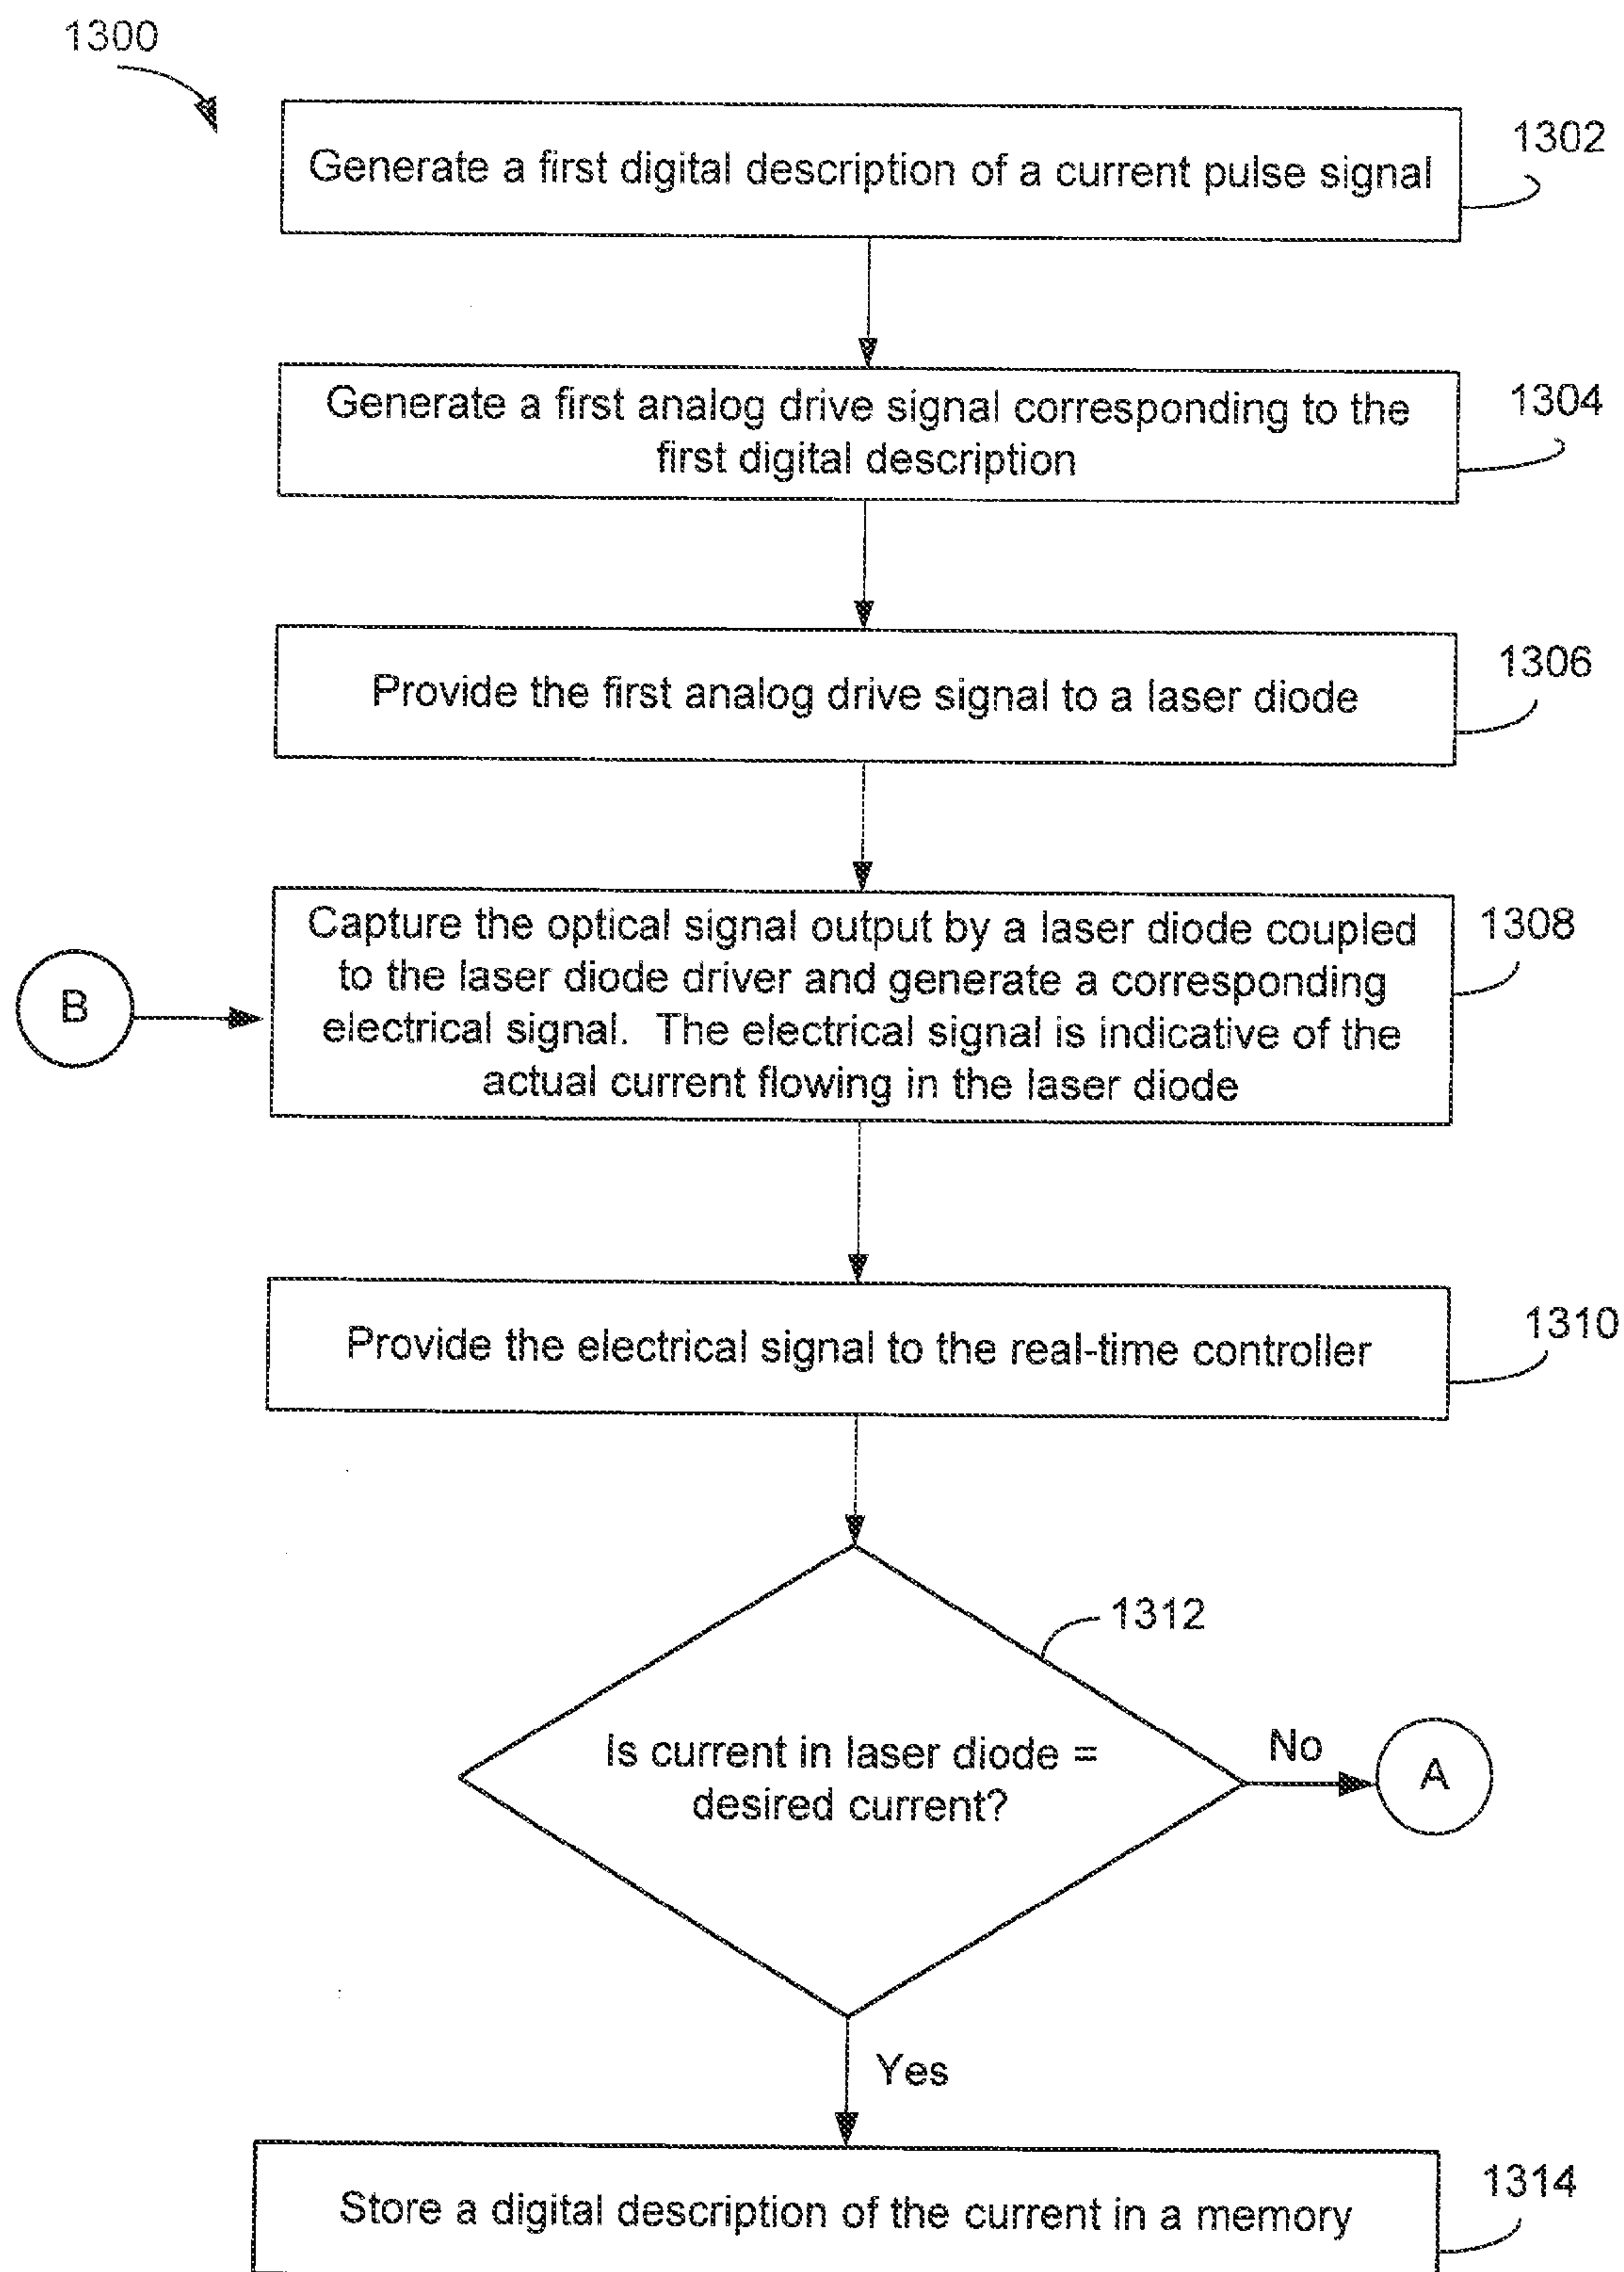 1300
1302
Generate a first digital description of a current pulse signal
1304
Generate a first analog drive signal corresponding to the
first digital description
1306
Provide the first analog drive signal to a laser diode
1308
Capture the optical signal output by a laser diode coupled
to the laser diode driver and generate a corresponding
electrical signal.  The electrical signal is indicative of the
actual current flowing in the laser diode
B
1310
Provide the electrical signal to the real-time controller
1312
Is current in laser diode =
desired current?
No
A
Yes
1314
Store a digital description of the current in a memory